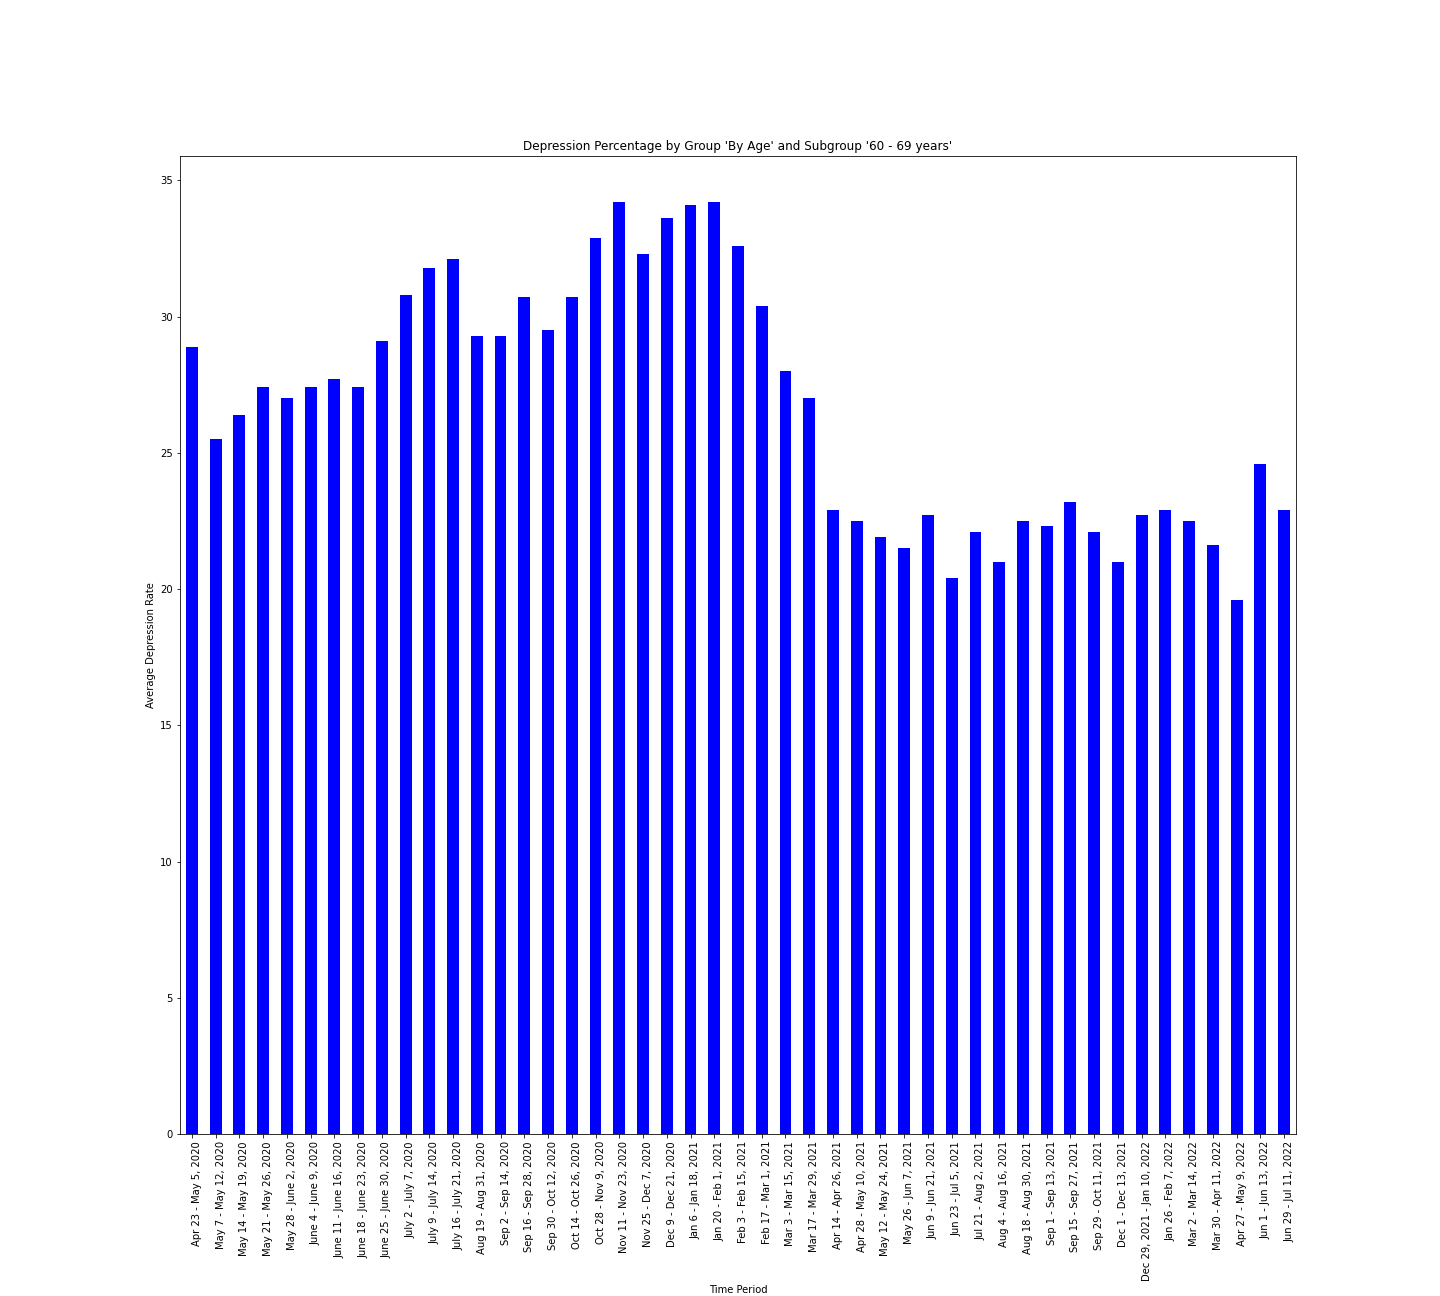 Depression Percentage by Group 'By Age' and Subgroup '60 - 69 years'
35
30
25
20
15
10
5
0
Average Depression Rate
Apr 23 - May 5, 2020
May 7 - May 12, 2020
May 14 - May 19, 2020
May 21 - May 26, 2020
May 28 - June 2, 2020
June 4 - June 9, 2020
June 11 - June 16, 2020
June 18 - June 23, 2020
June 25 - June 30, 2020
July 2 - July 7, 2020
July 9 - July 14, 2020
July 16 - July 21, 2020
Aug 19 - Aug 31, 2020
Sep 2 - Sep 14, 2020
Sep 16 - Sep 28, 2020
Sep 30 - Oct 12, 2020
Oct 14 - Oct 26, 2020
Oct 28 - Nov 9, 2020
Nov 11 - Nov 23, 2020
Nov 25 - Dec 7, 2020
Dec 9 - Dec 21, 2020
Jan 6 - Jan 18, 2021
Jan 20 - Feb 1, 2021
Feb 3 - Feb 15, 2021
Feb 17 - Mar 1, 2021
Mar 3 - Mar 15, 2021
Mar 17 - Mar 29, 2021
Apr 14 - Apr 26, 2021
Apr 28 - May 10, 2021
May 12 - May 24, 2021
May 26 - Jun 7, 2021
Jun 9 - Jun 21, 2021
Jun 23 - Jul 5, 2021
Jul 21 - Aug 2, 2021
Aug 4 - Aug 16, 2021
Aug 18 - Aug 30, 2021
Sep 1 - Sep 13, 2021
Sep 15 - Sep 27, 2021
Sep 29 - Oct 11, 2021
Dec 1 - Dec 13, 2021
Dec 29, 2021 - Jan 10, 2022
Jan 26 - Feb 7, 2022
Mar 2 - Mar 14, 2022
Mar 30 - Apr 11, 2022
Apr 27 - May 9, 2022
Jun 1 - Jun 13, 2022
Jun 29 - Jul 11, 2022
Time Period